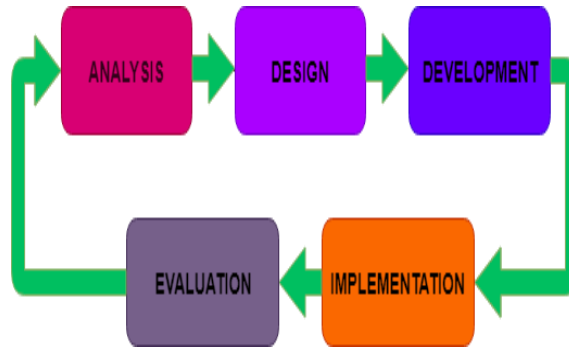 ANALYSIS
DESIGN
DEVELOPMENT
EVALUATION
IMPLEMENTATION